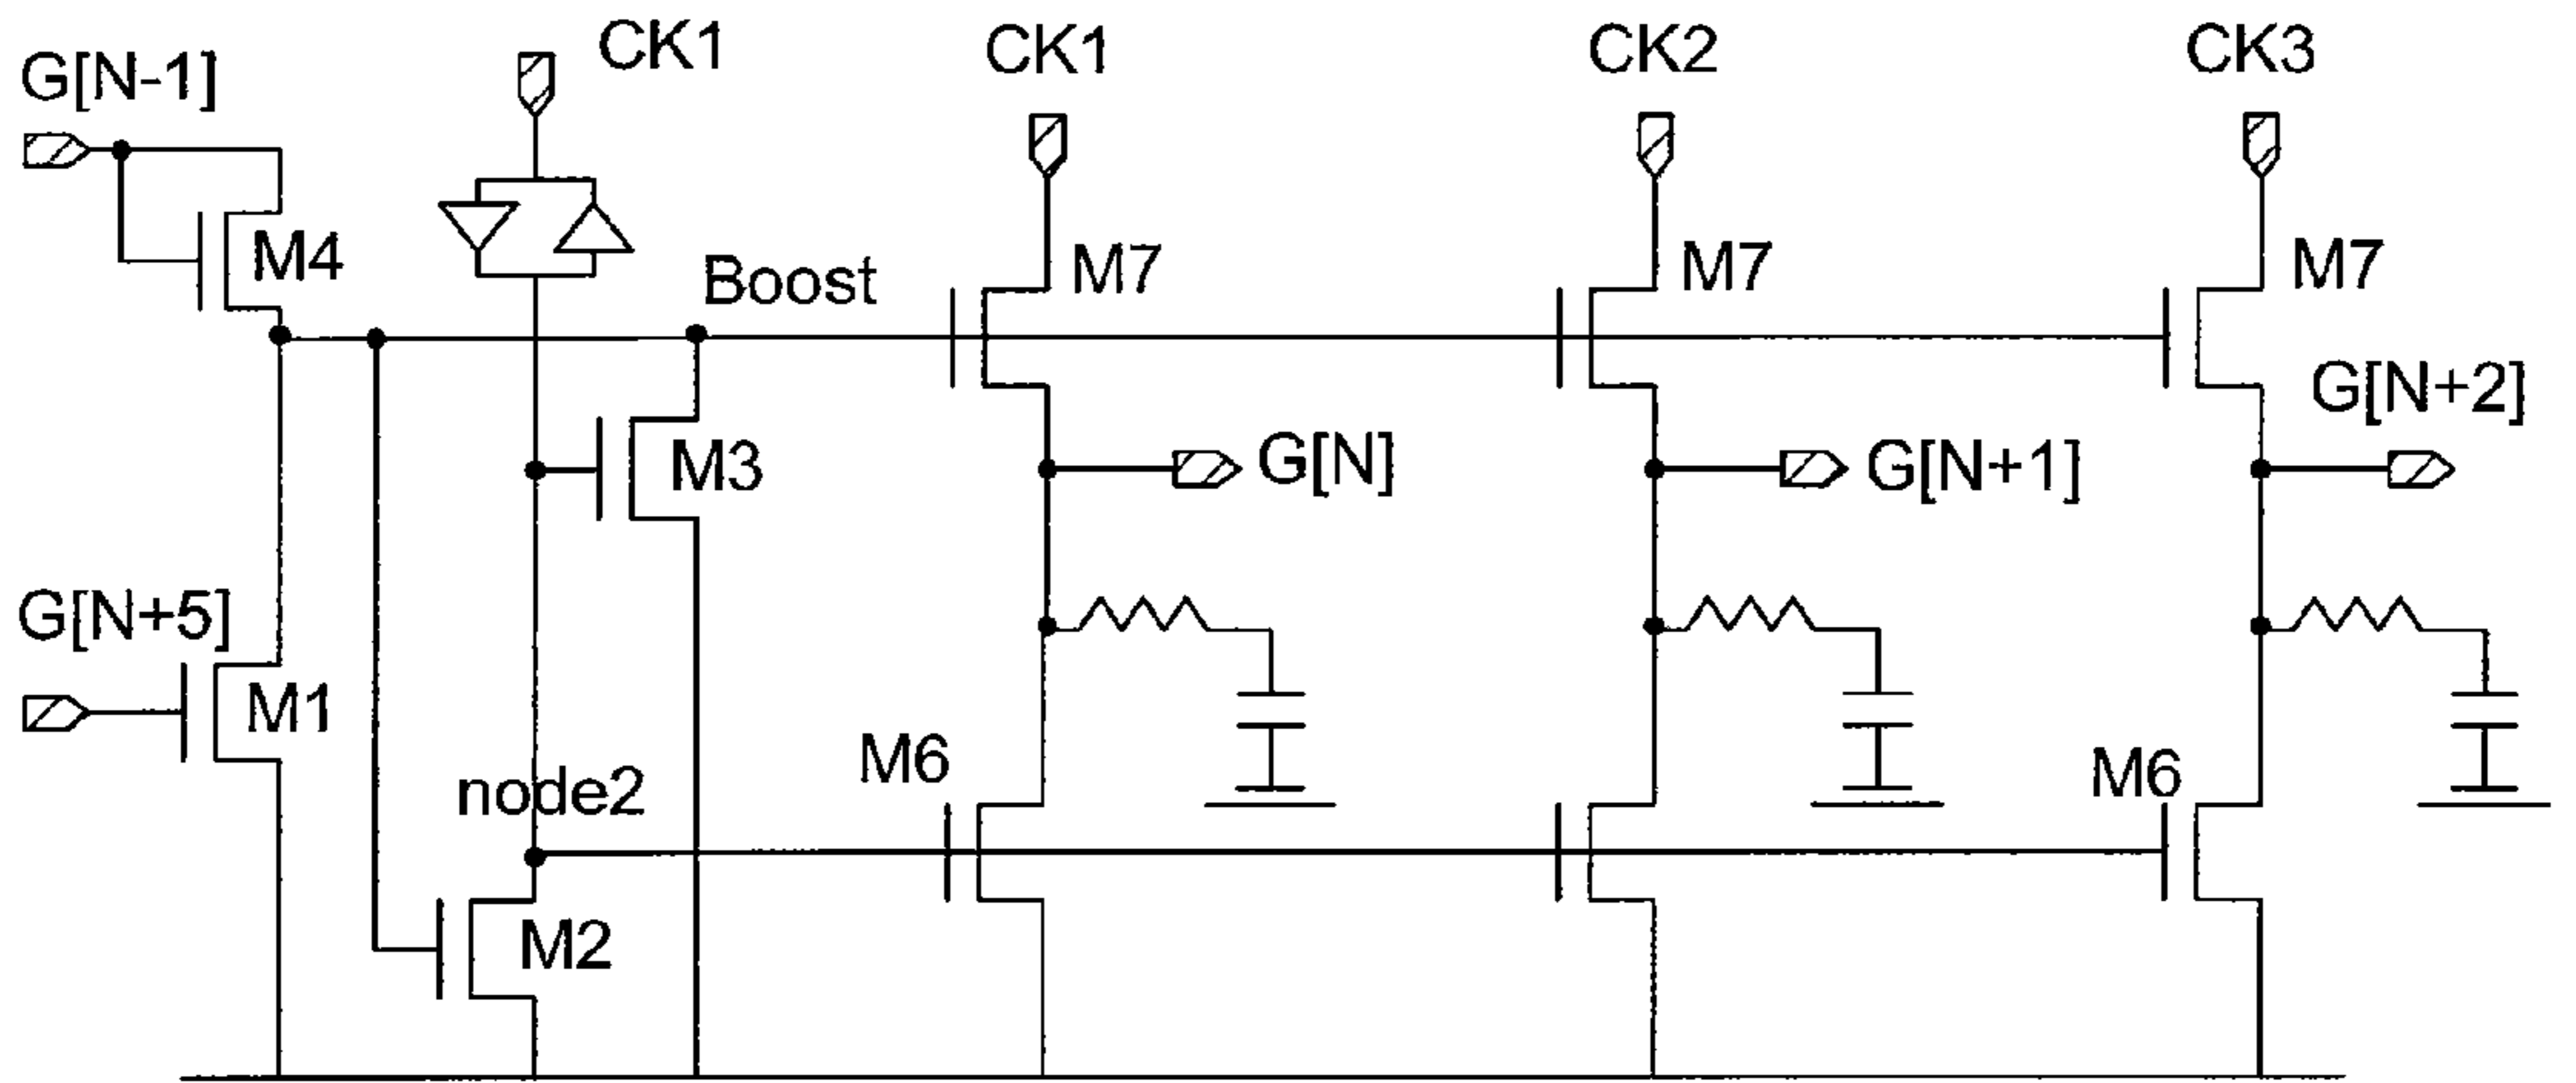 CK1
CK1
CK2
CK3
G[N-1]
M4
Boost
M7
M7
M7
G[N+2]
M3
G[N]
G[N+1]
G[N+5]
M1
node2
M6
M6
M2